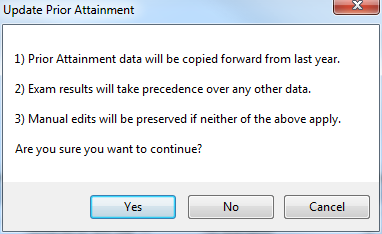 Update Prior Attainment
1) Prior Attainment data will be copied forward from last year.
2) Exam results will take precedence over any other data.
3) Manual edits will be preserved if neither of the above apply.
Are you sure you want to continue?
Yes No Cancel